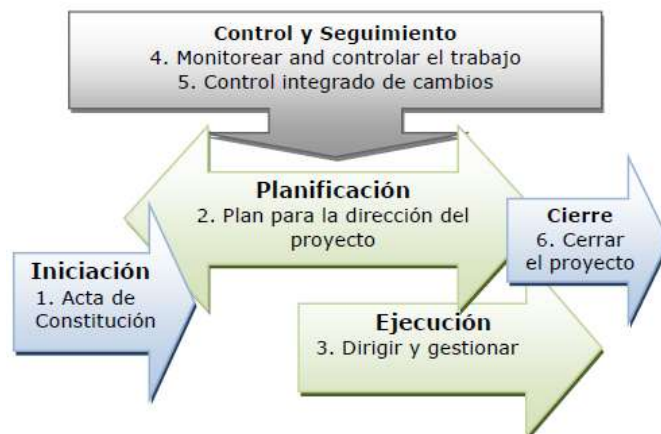 Control y Seguimiento
4. Monitorear and controlar el trabajo
5. Control integrado de cambios
Planificación
2. Plan para la dirección del
proyecto
Iniciación
1. Acta de
Constitución
Cierre
6. Cerrar
el proyecto
Ejecución
3. Dirigir y gestionar